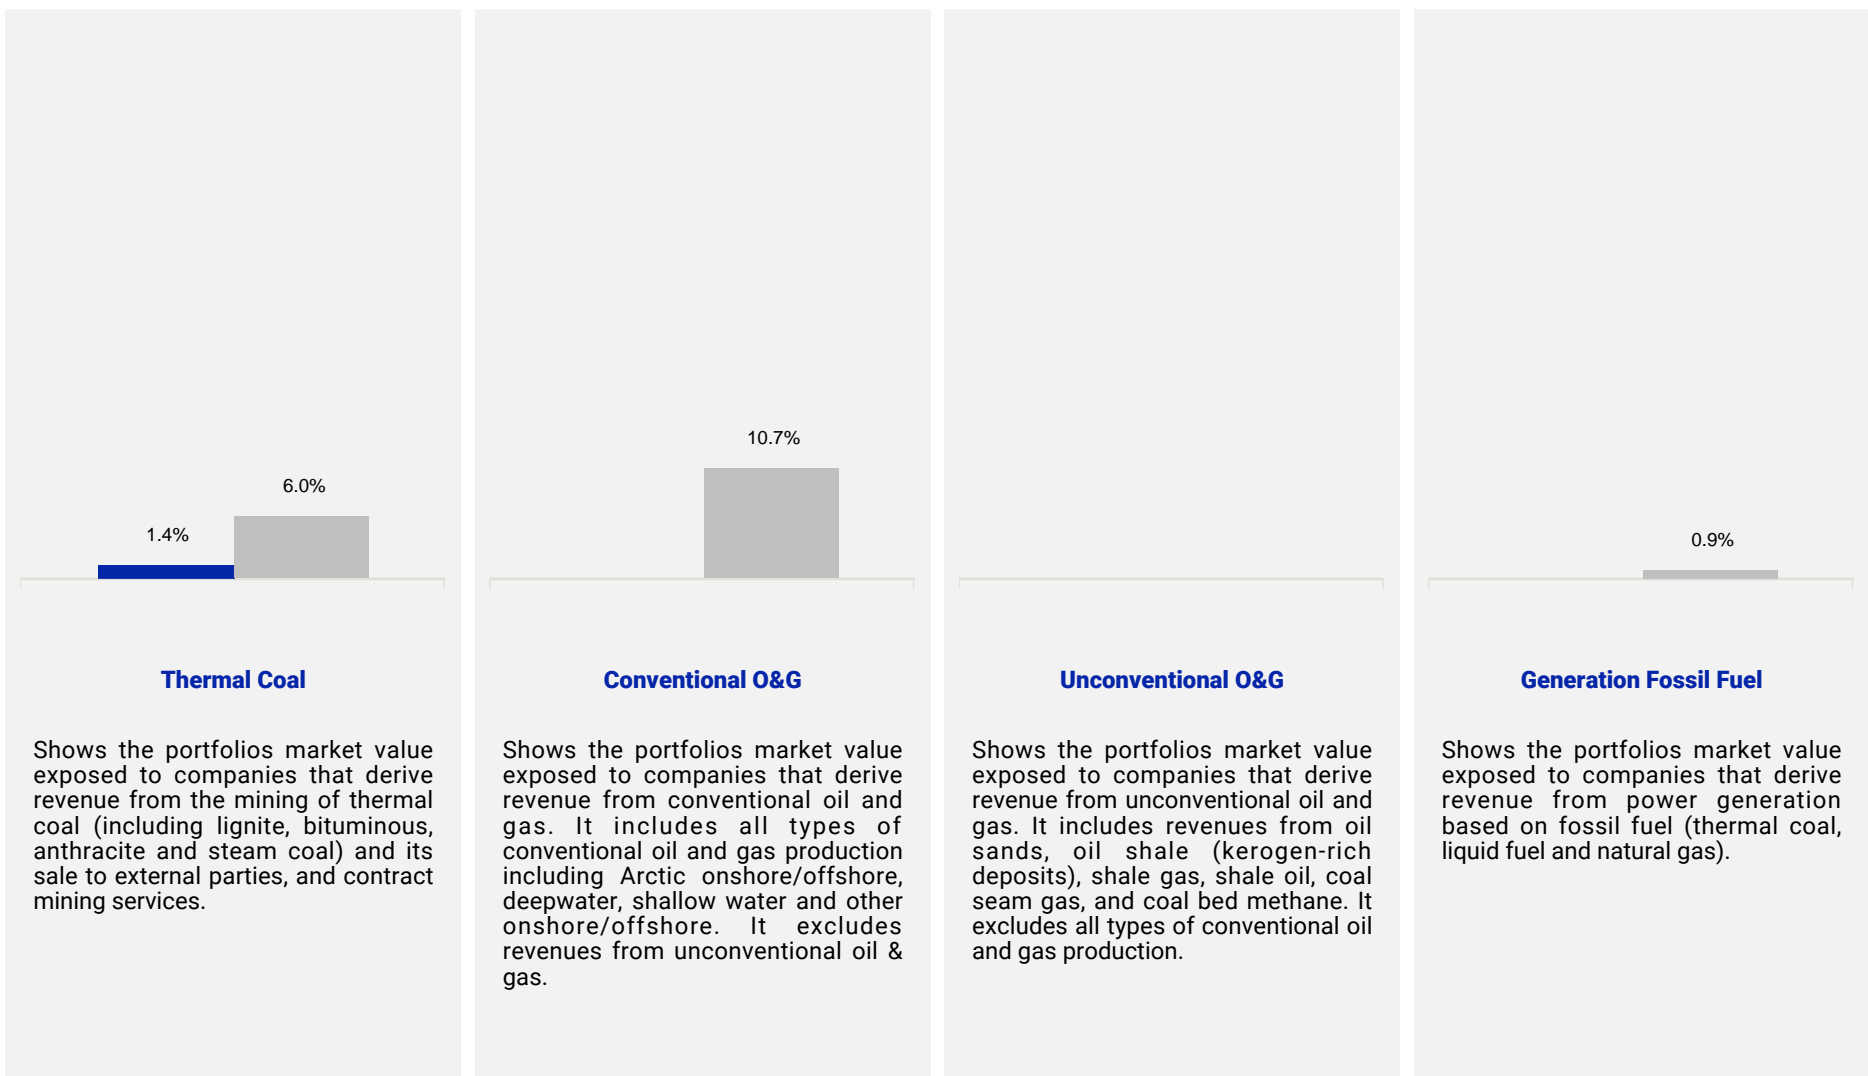 1.4%
6.0%
Thermal Coal
Shows the portfolios market value
exposed to companies that derive
revenue from the mining of thermal
coal (including lignite, bituminous,
anthracite and steam coal) and its
sale to external parties, and contract
mining services.
10.7%
Conventional O&G
Shows the portfolios market value
exposed to companies that derive
revenue from conventional oil and
gas. It includes all types of
conventional oil and gas production
including Arctic onshore/offshore,
deepwater, shallow water and other
onshore/offshore. It excludes
revenues from unconventional oil &
gas.
Unconventional O&G
Shows the portfolios market value
exposed to companies that derive
revenue from unconventional oil and
gas. It includes revenues from oil
sands, oil shale (kerogen-rich
deposits), shale gas, shale oil, coal
seam gas, and coal bed methane. It
excludes all types of conventional oil
and gas production.
0.9%
Generation Fossil Fuel
Shows the portfolios market value
exposed to companies that derive
revenue from power generation
based on fossil fuel (thermal coal,
liquid fuel and natural gas).